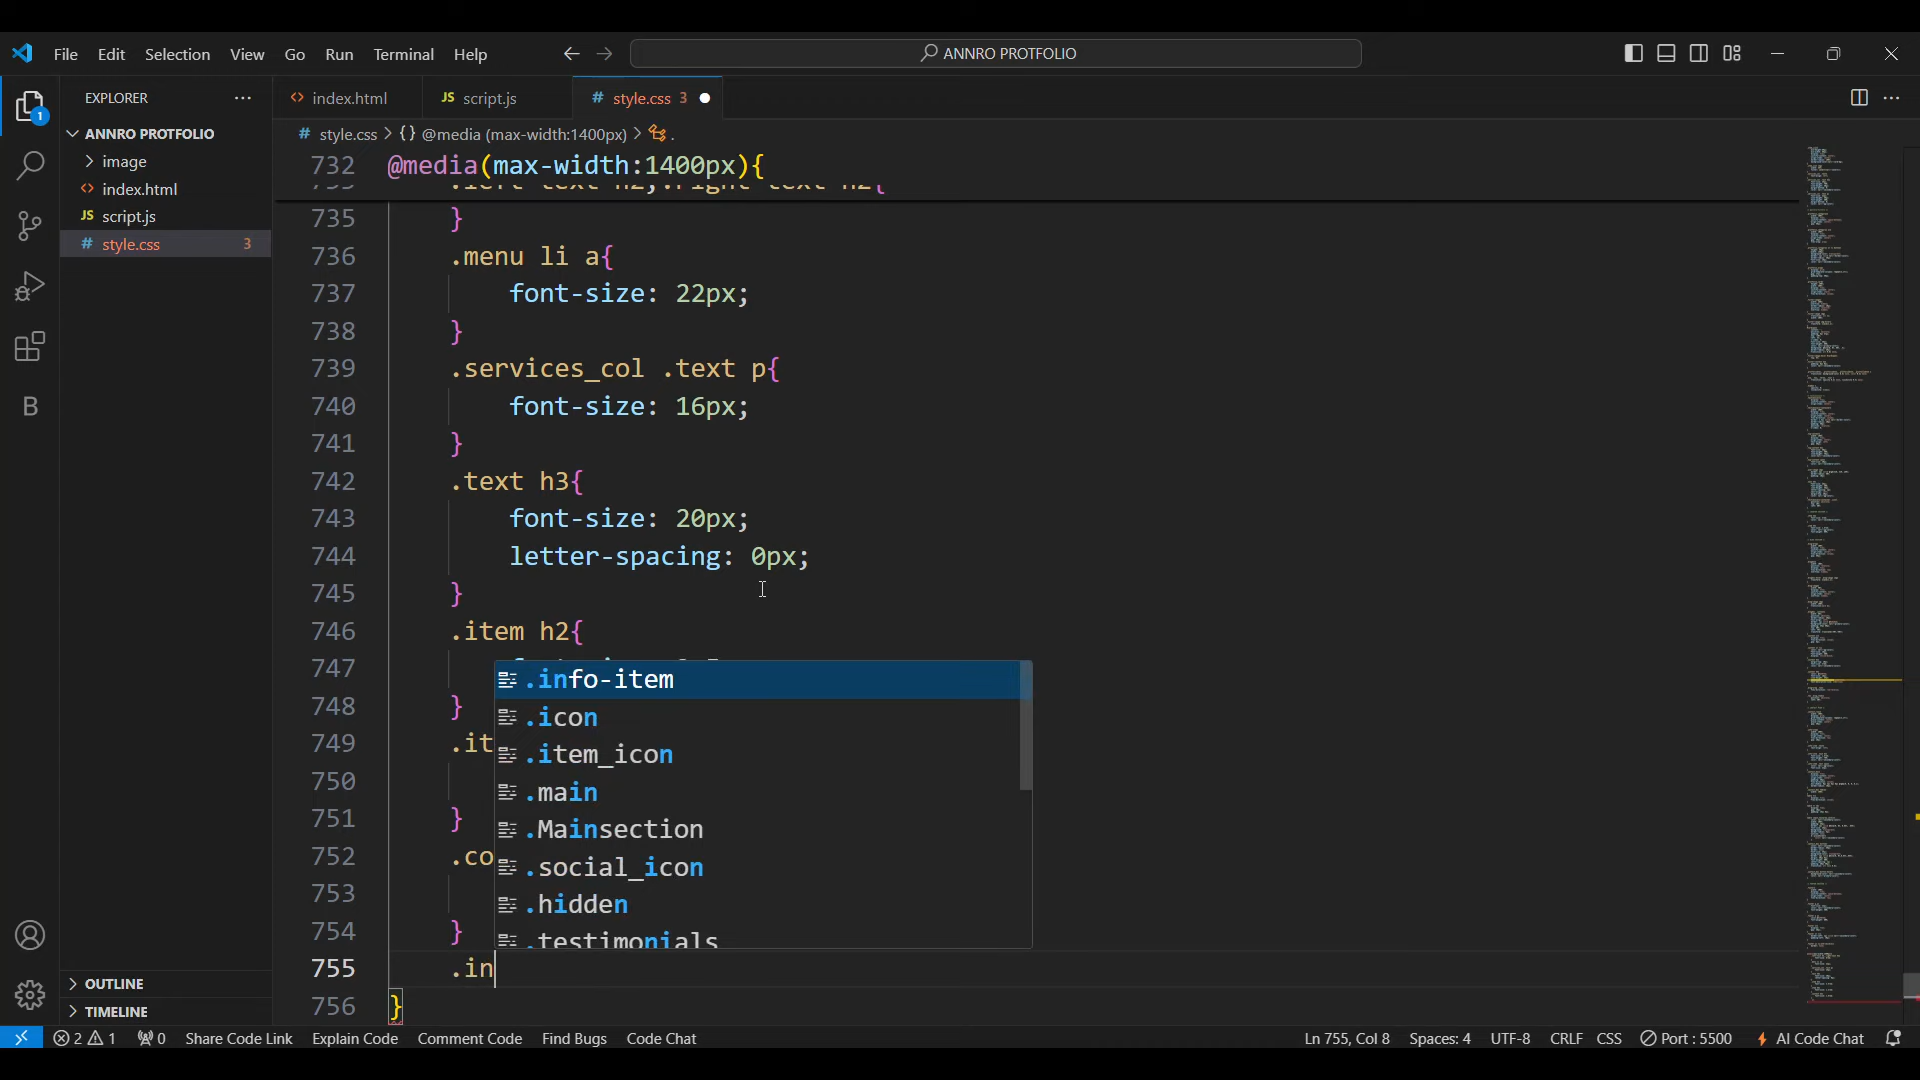 File Edit Selection View Go Run Terminal Help
ANNRO PROTFOLIO
EXPLORER
ANNRO PROTFOLIO
image
index.html
script.js
style.css 3
OUTLINE
TIMELINE
1
B
index.html
JS script.js
# style.css 3
# style.css > {} @media (max-width:1400px) > .
732 @media(max-width:1400px){
.left-text h2,.right-text h2{
735 }
736 .menu li a{
737 font-size: 22px;
738 }
739 .services_col .text p{
740 font-size: 16px;
741 }
742 .text h3{
743 font-size: 20px;
744 letter-spacing: 0px;
745 }
746 .item h2{
747
748 }
749 .it
750
751 }
752 .co
753
754 }
755 .in
756 }
.info-item
.icon
.item_icon
.main
.Mainsection
.social_icon
.hidden
.testimonials
2 1 0 Share Code Link Explain Code Comment Code Find Bugs Code Chat Ln 755, Col 8 Spaces: 4 UTF-8 CRLF CSS Port : 5500 AI Code Chat